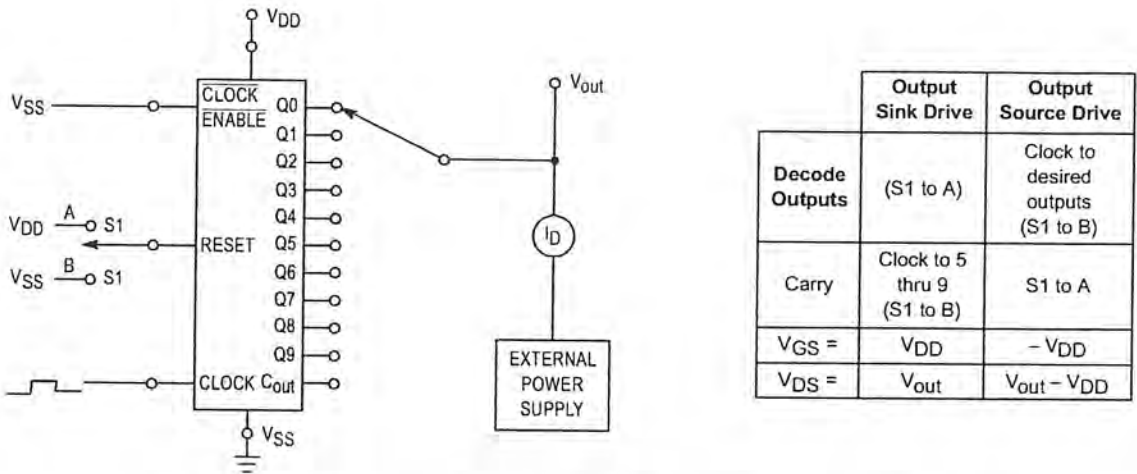 VDD
VSS
CLOCK
ENABLE
Q0
Q1
Q2
Q3
Q4
Q5
Q6
Q7
Q8
Q9
VDD A S1
RESET
VSS B S1
CLOCK Cout
VSS
Vout
ID
EXTERNAL
POWER
SUPPLY
Output
Sink Drive
Output
Source Drive
Decode
Outputs
(S1 to A)
Clock to
desired
outputs
(S1 to B)
Carry
Clock to 5
thru 9
(S1 to B)
S1 to A
VGS = VDD – VDD
VDS = Vout Vout – VDD